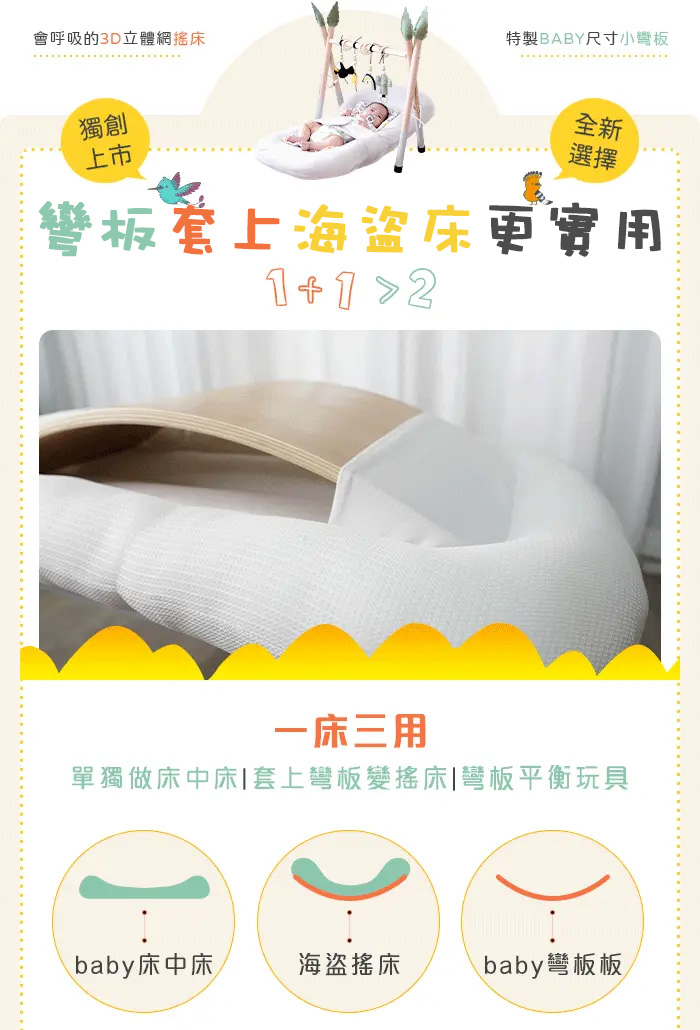 會呼吸的3D立體網搖床
特製BABY尺寸小彎板
獨創
上市
全新
選擇
彎板套上海盜床更實用
1+1>2
一床三用
單獨做床中床|套上彎板變搖床|彎板平衡玩具
baby床中床
海盜搖床
baby彎板板